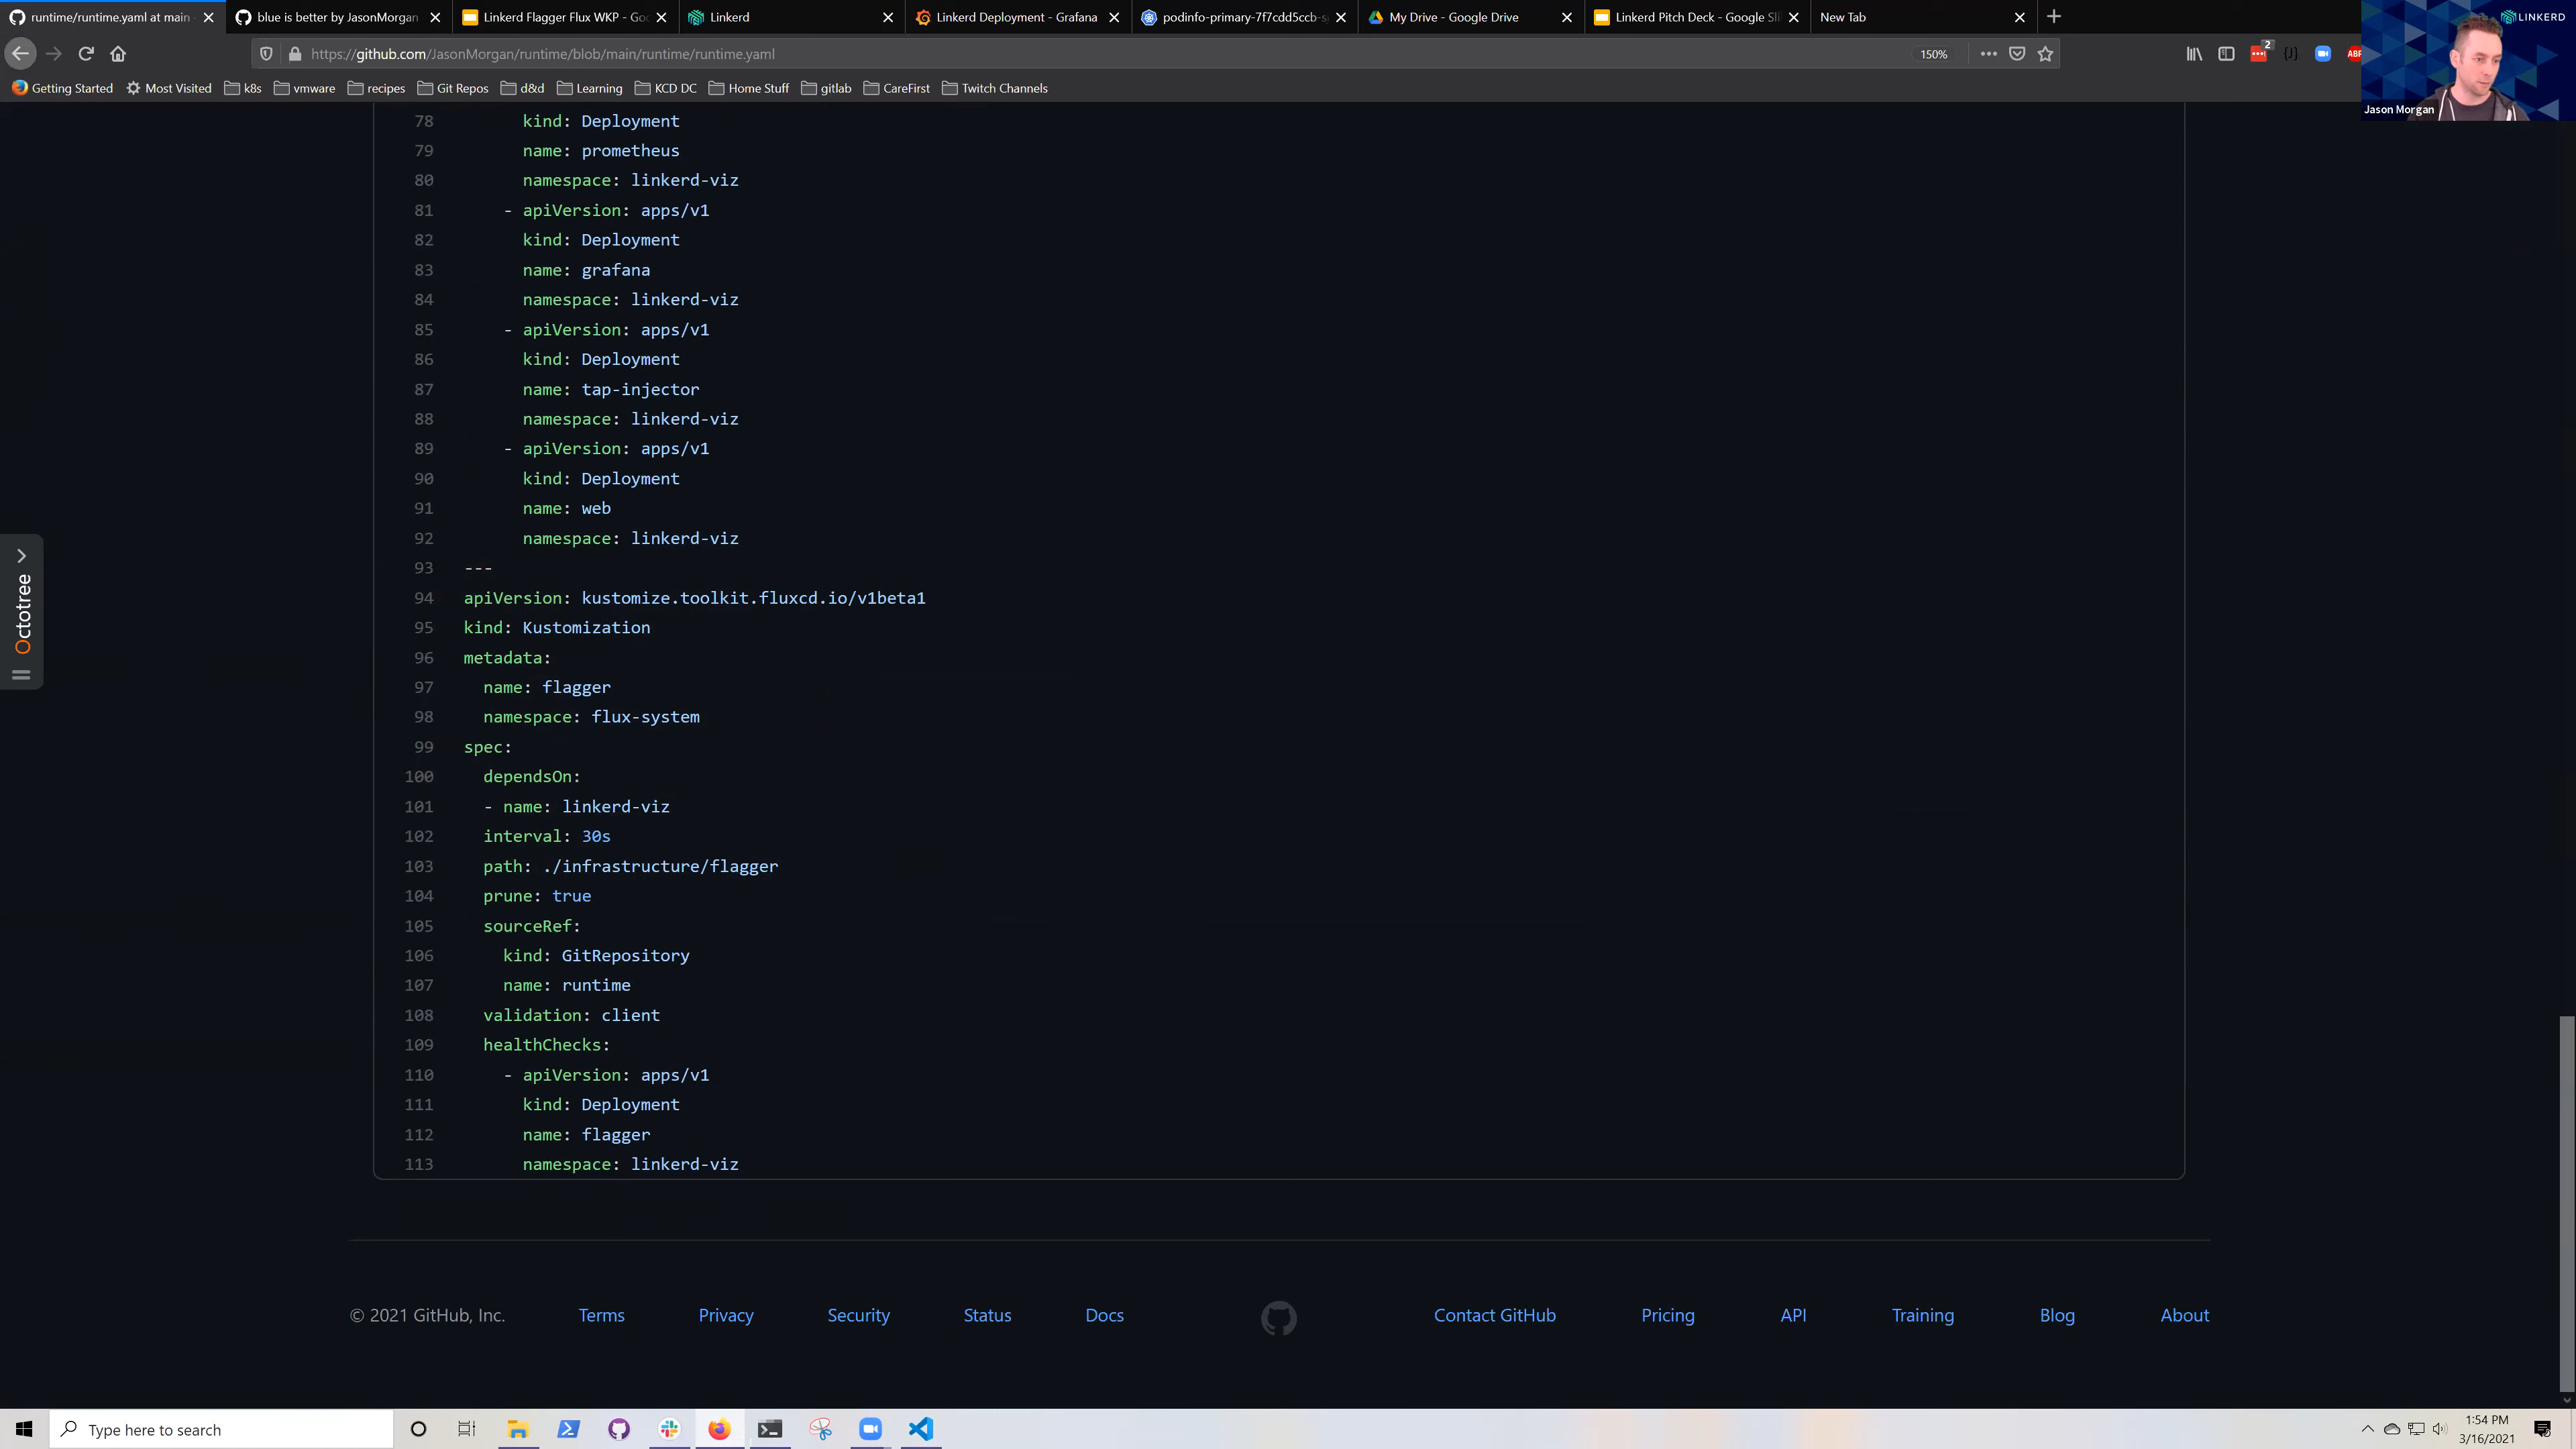 runtime/runtime.yaml at main
blue is better by JasonMorgan
Linkerd Flagger Flux WKP - Goo
Linkerd
Linkerd Deployment - Grafana
podinfo-primary-7f7cdd5ccb-s
My Drive - Google Drive
Linkerd Pitch Deck - Google Sli
New Tab
LINKERD
https://github.com/JasonMorgan/runtime/blob/main/runtime/runtime.yaml
150%
2
ABP
Getting Started
Most Visited
k8s
vmware
recipes
Git Repos
d&d
Learning
KCD DC
Home Stuff
gitlab
CareFirst
Twitch Channels
Jason Morgan
78 kind: Deployment
79 name: prometheus
80 namespace: linkerd-viz
81 - apiVersion: apps/v1
82 kind: Deployment
83 name: grafana
84 namespace: linkerd-viz
85 - apiVersion: apps/v1
86 kind: Deployment
87 name: tap-injector
88 namespace: linkerd-viz
89 - apiVersion: apps/v1
90 kind: Deployment
91 name: web
92 namespace: linkerd-viz
93 ---
94 apiVersion: kustomize.toolkit.fluxcd.io/v1beta1
95 kind: Kustomization
96 metadata:
97 name: flagger
98 namespace: flux-system
99 spec:
100 dependsOn:
101 - name: linkerd-viz
102 interval: 30s
103 path: ./infrastructure/flagger
104 prune: true
105 sourceRef:
106 kind: GitRepository
107 name: runtime
108 validation: client
109 healthChecks:
110 - apiVersion: apps/v1
111 kind: Deployment
112 name: flagger
113 namespace: linkerd-viz
Octotree
© 2021 GitHub, Inc.
Terms
Privacy
Security
Status
Docs
Contact GitHub
Pricing
API
Training
Blog
About
Type here to search
1:54 PM
3/16/2021